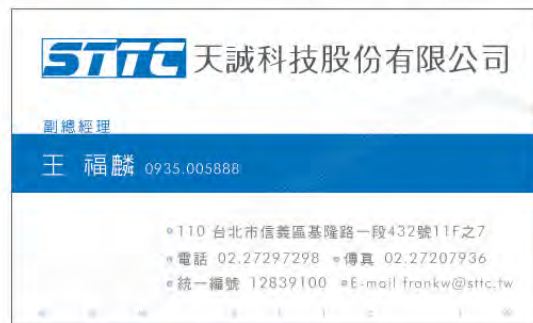 STTC 天誠科技股份有限公司
副總經理
王 福麟 0935.005888
110 台北市信義區基隆路一段432號11F之7
電話 02.27297298 傳真 02.27207936
統一編號 12839100 E-mail frankw@sttc.tw